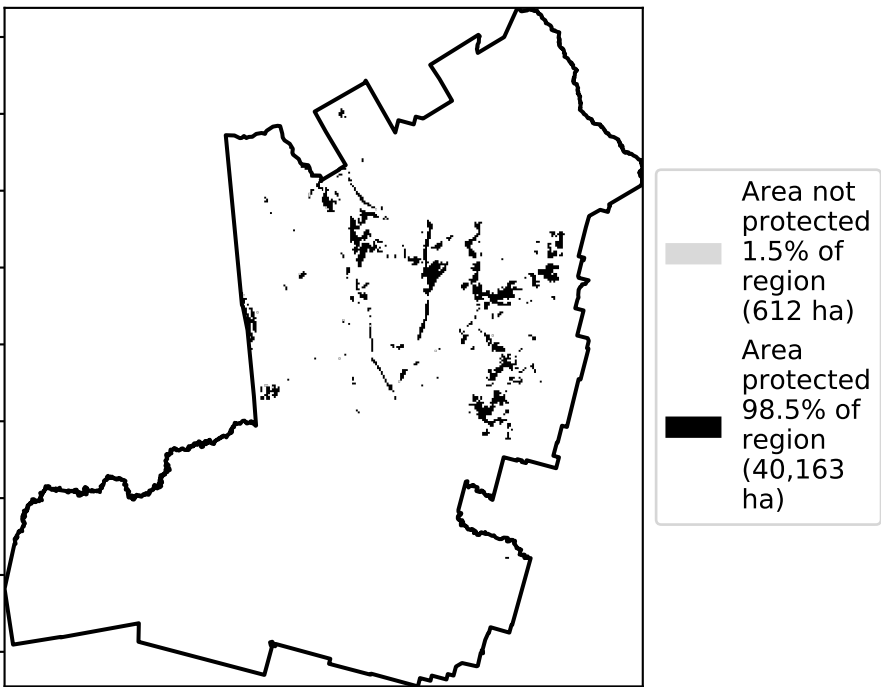 Area not
protected
1.5% of
region
(612 ha)
Area
protected
98.5% of
region
(40,163
ha)